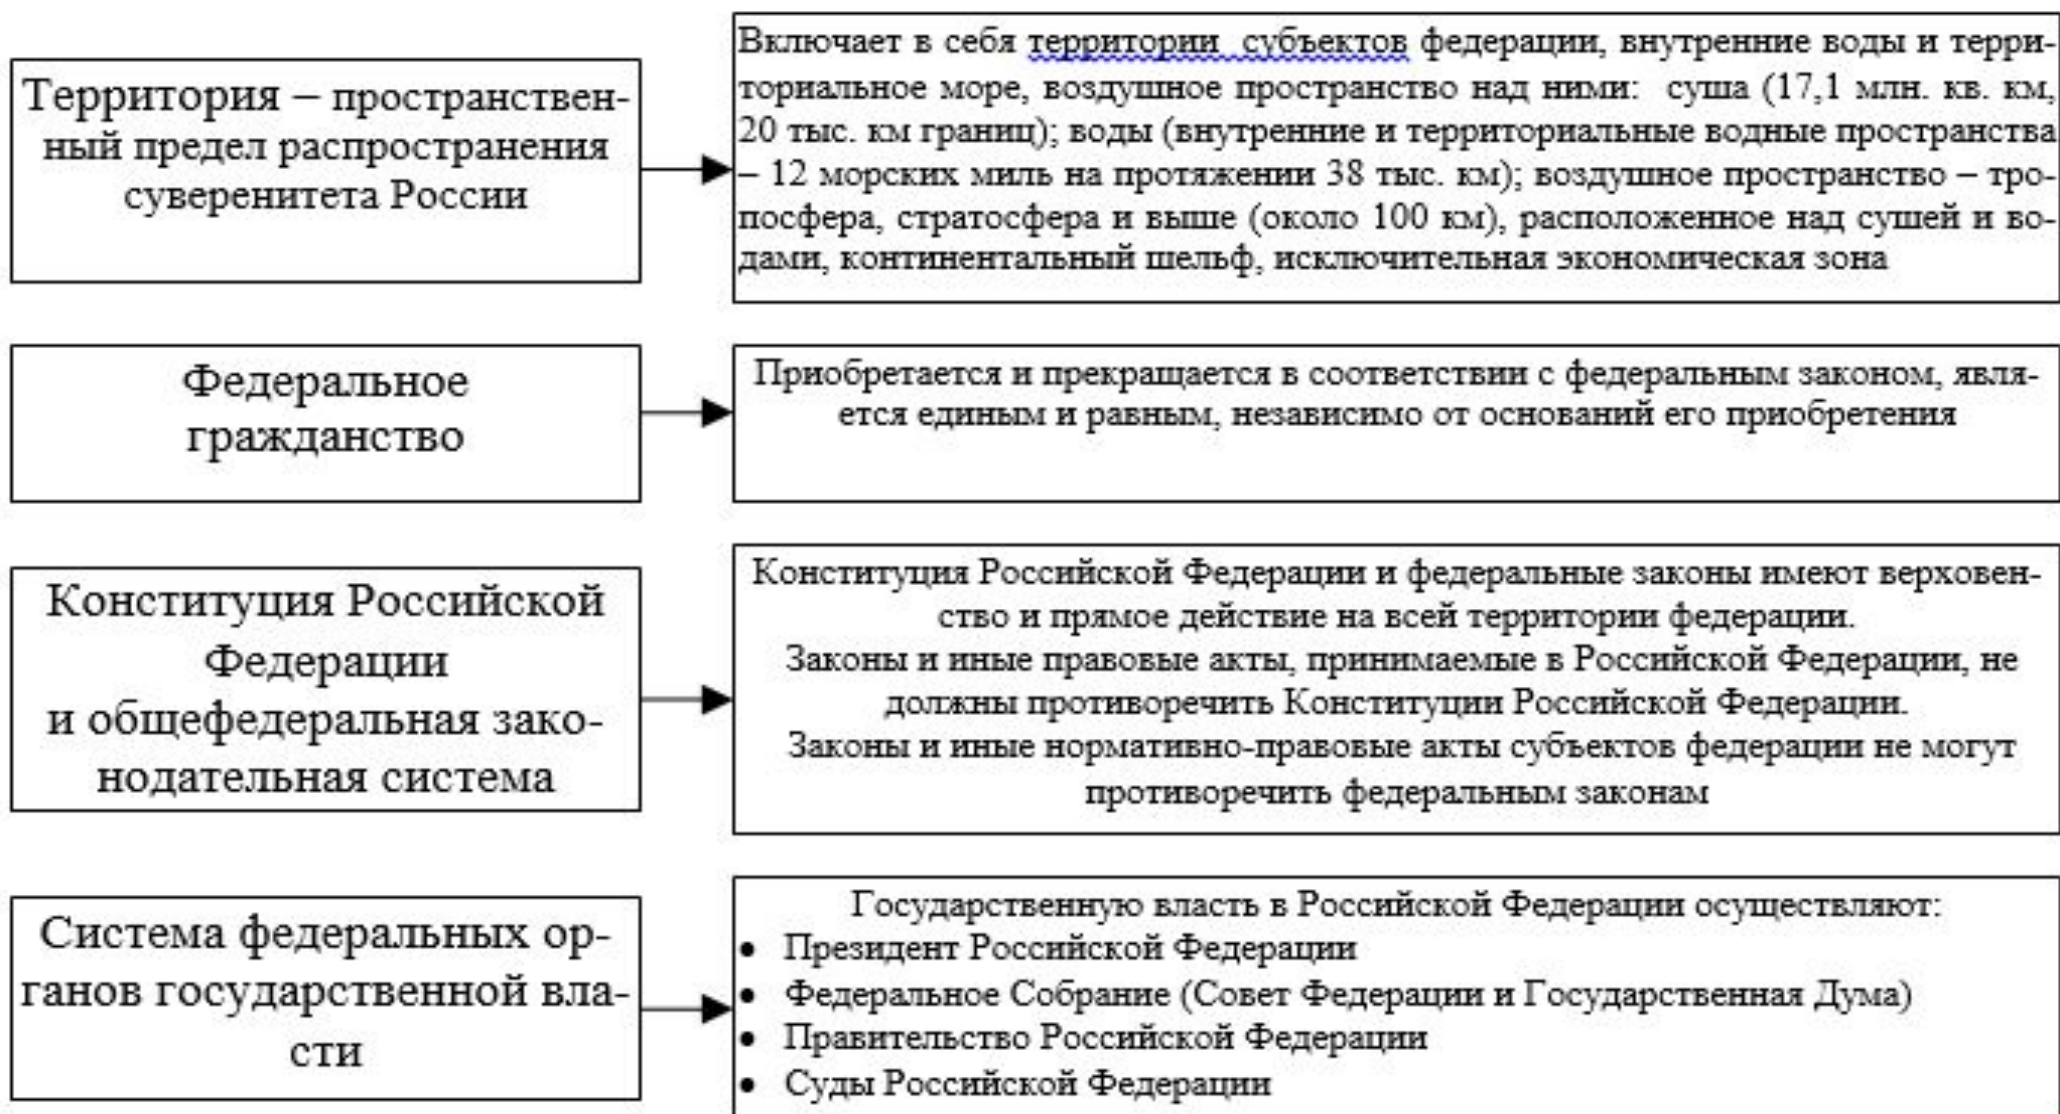 Территория – пространствен-
ный предел распространения
суверенитета России
Включает в себя территории субъектов федерации, внутренние воды и терри-
ториальное море, воздушное пространство над ними: суша (17,1 млн. кв. км,
20 тыс. км границ); воды (внутренние и территориальные водные пространства
– 12 морских миль на протяжении 38 тыс. км); воздушное пространство – тро-
посфера, стратосфера и выше (около 100 км), расположенное над сушей и во-
дами, континентальный шельф, исключительная экономическая зона
Федеральное
гражданство
Приобретается и прекращается в соответствии с федеральным законом, явля-
ется единым и равным, независимо от оснований его приобретения
Конституция Российской
Федерации
и общефедеральная зако-
нодательная система
Конституция Российской Федерации и федеральные законы имеют верховен-
ство и прямое действие на всей территории федерации.
Законы и иные правовые акты, принимаемые в Российской Федерации, не
должны противоречить Конституции Российской Федерации.
Законы и иные нормативно-правовые акты субъектов федерации не могут
противоречить федеральным законам
Система федеральных ор-
ганов государственной вла-
сти
Государственную власть в Российской Федерации осуществляют:
• Президент Российской Федерации
• Федеральное Собрание (Совет Федерации и Государственная Дума)
• Правительство Российской Федерации
• Суды Российской Федерации